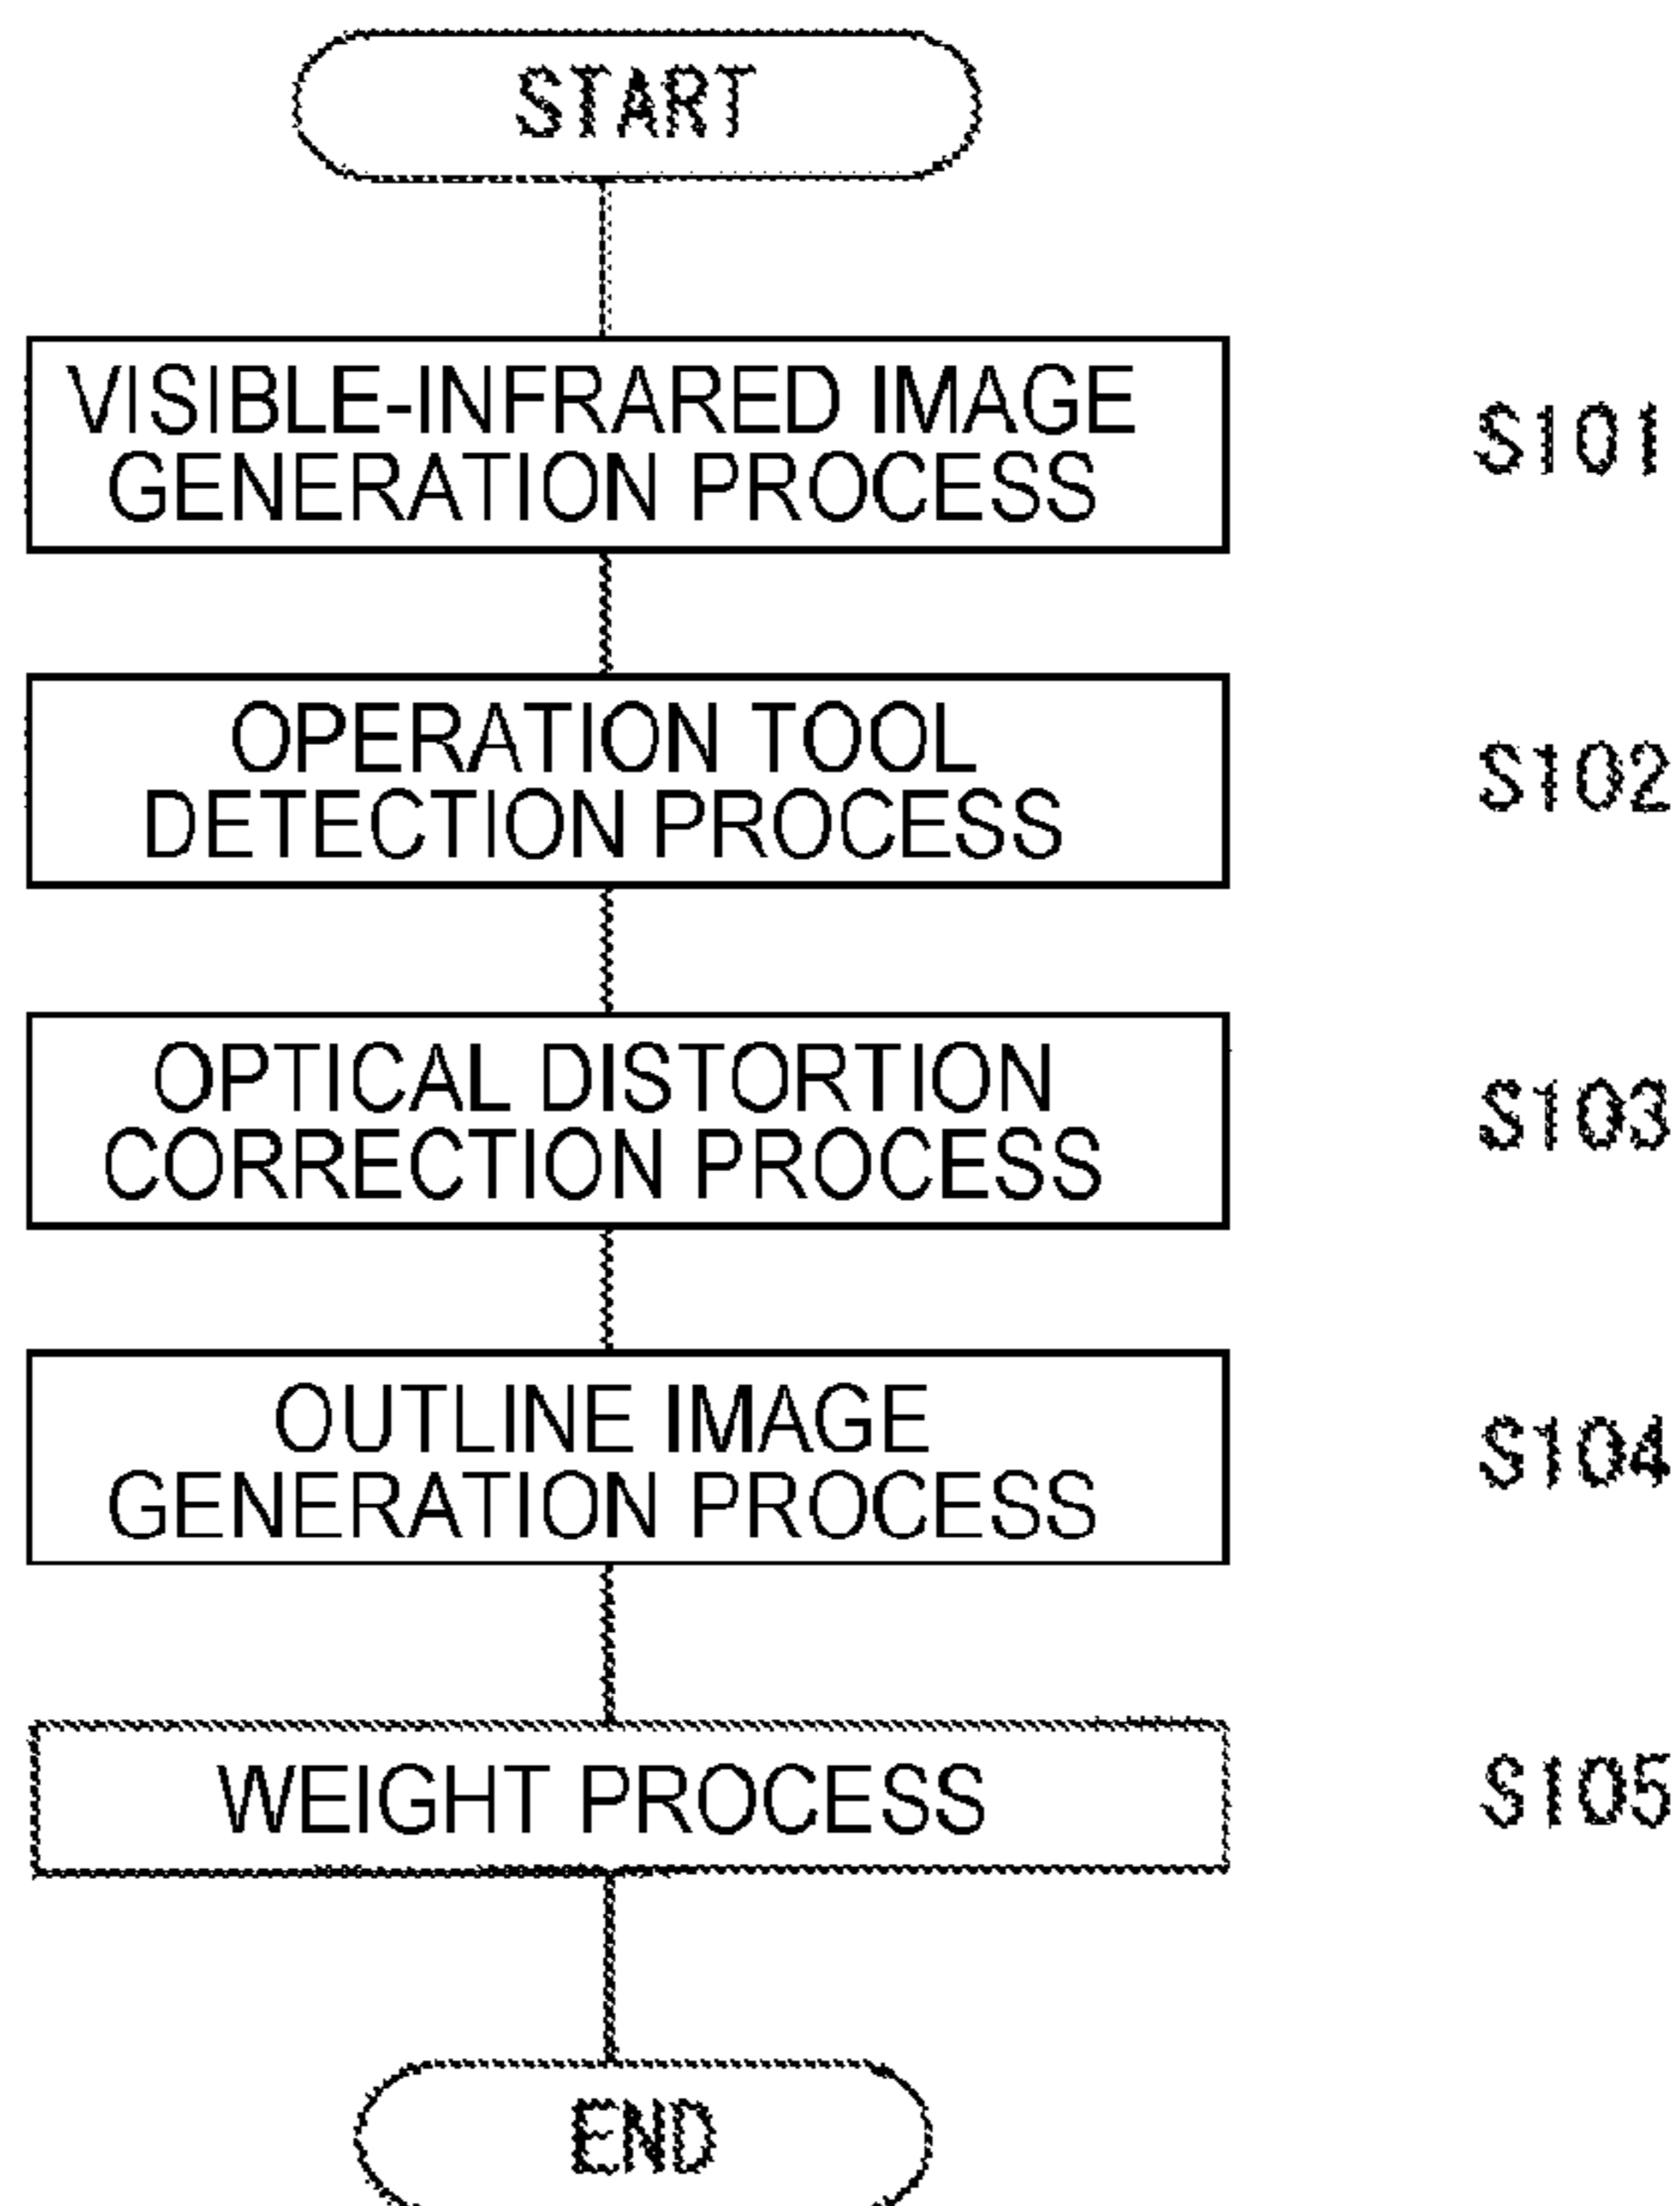 START
VISIBLE-INFRARED IMAGE
GENERATION PROCESS
S101
OPERATION TOOL
DETECTION PROCESS
S102
OPTICAL DISTORTION
CORRECTION PROCESS
S103
OUTLINE IMAGE
GENERATION PROCESS
S104
WEIGHT PROCESS
S105
END